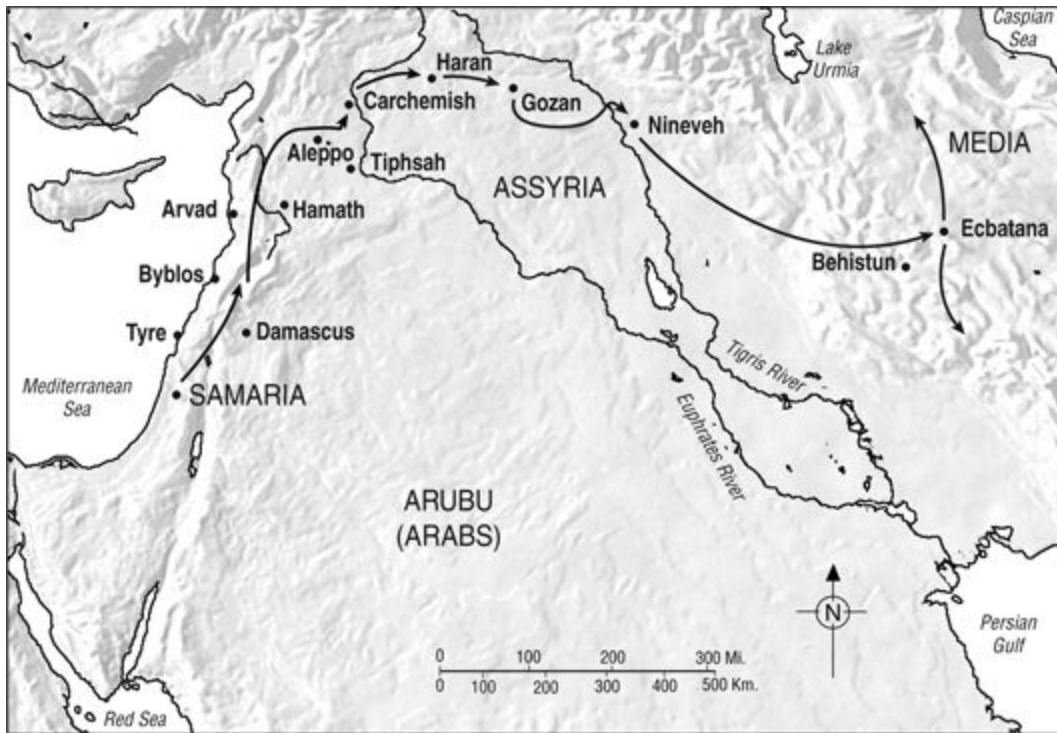 Caspian
Sea
Lake
Urmia
Haran
Carchemish
Gozan
Nineveh
MEDIA
Aleppo
Tiphsah
ASSYRIA
Arvad
Hamath
Ecbatana
Behistun
Byblos
Tyre
Damascus
Tigris River
Mediterranean
Sea
SAMARIA
Euphrates River
ARUBU
(ARABS)
N
Persian
Gulf
0 100 200 300 Mi.
0 100 200 300 400 500 Km.
Red Sea